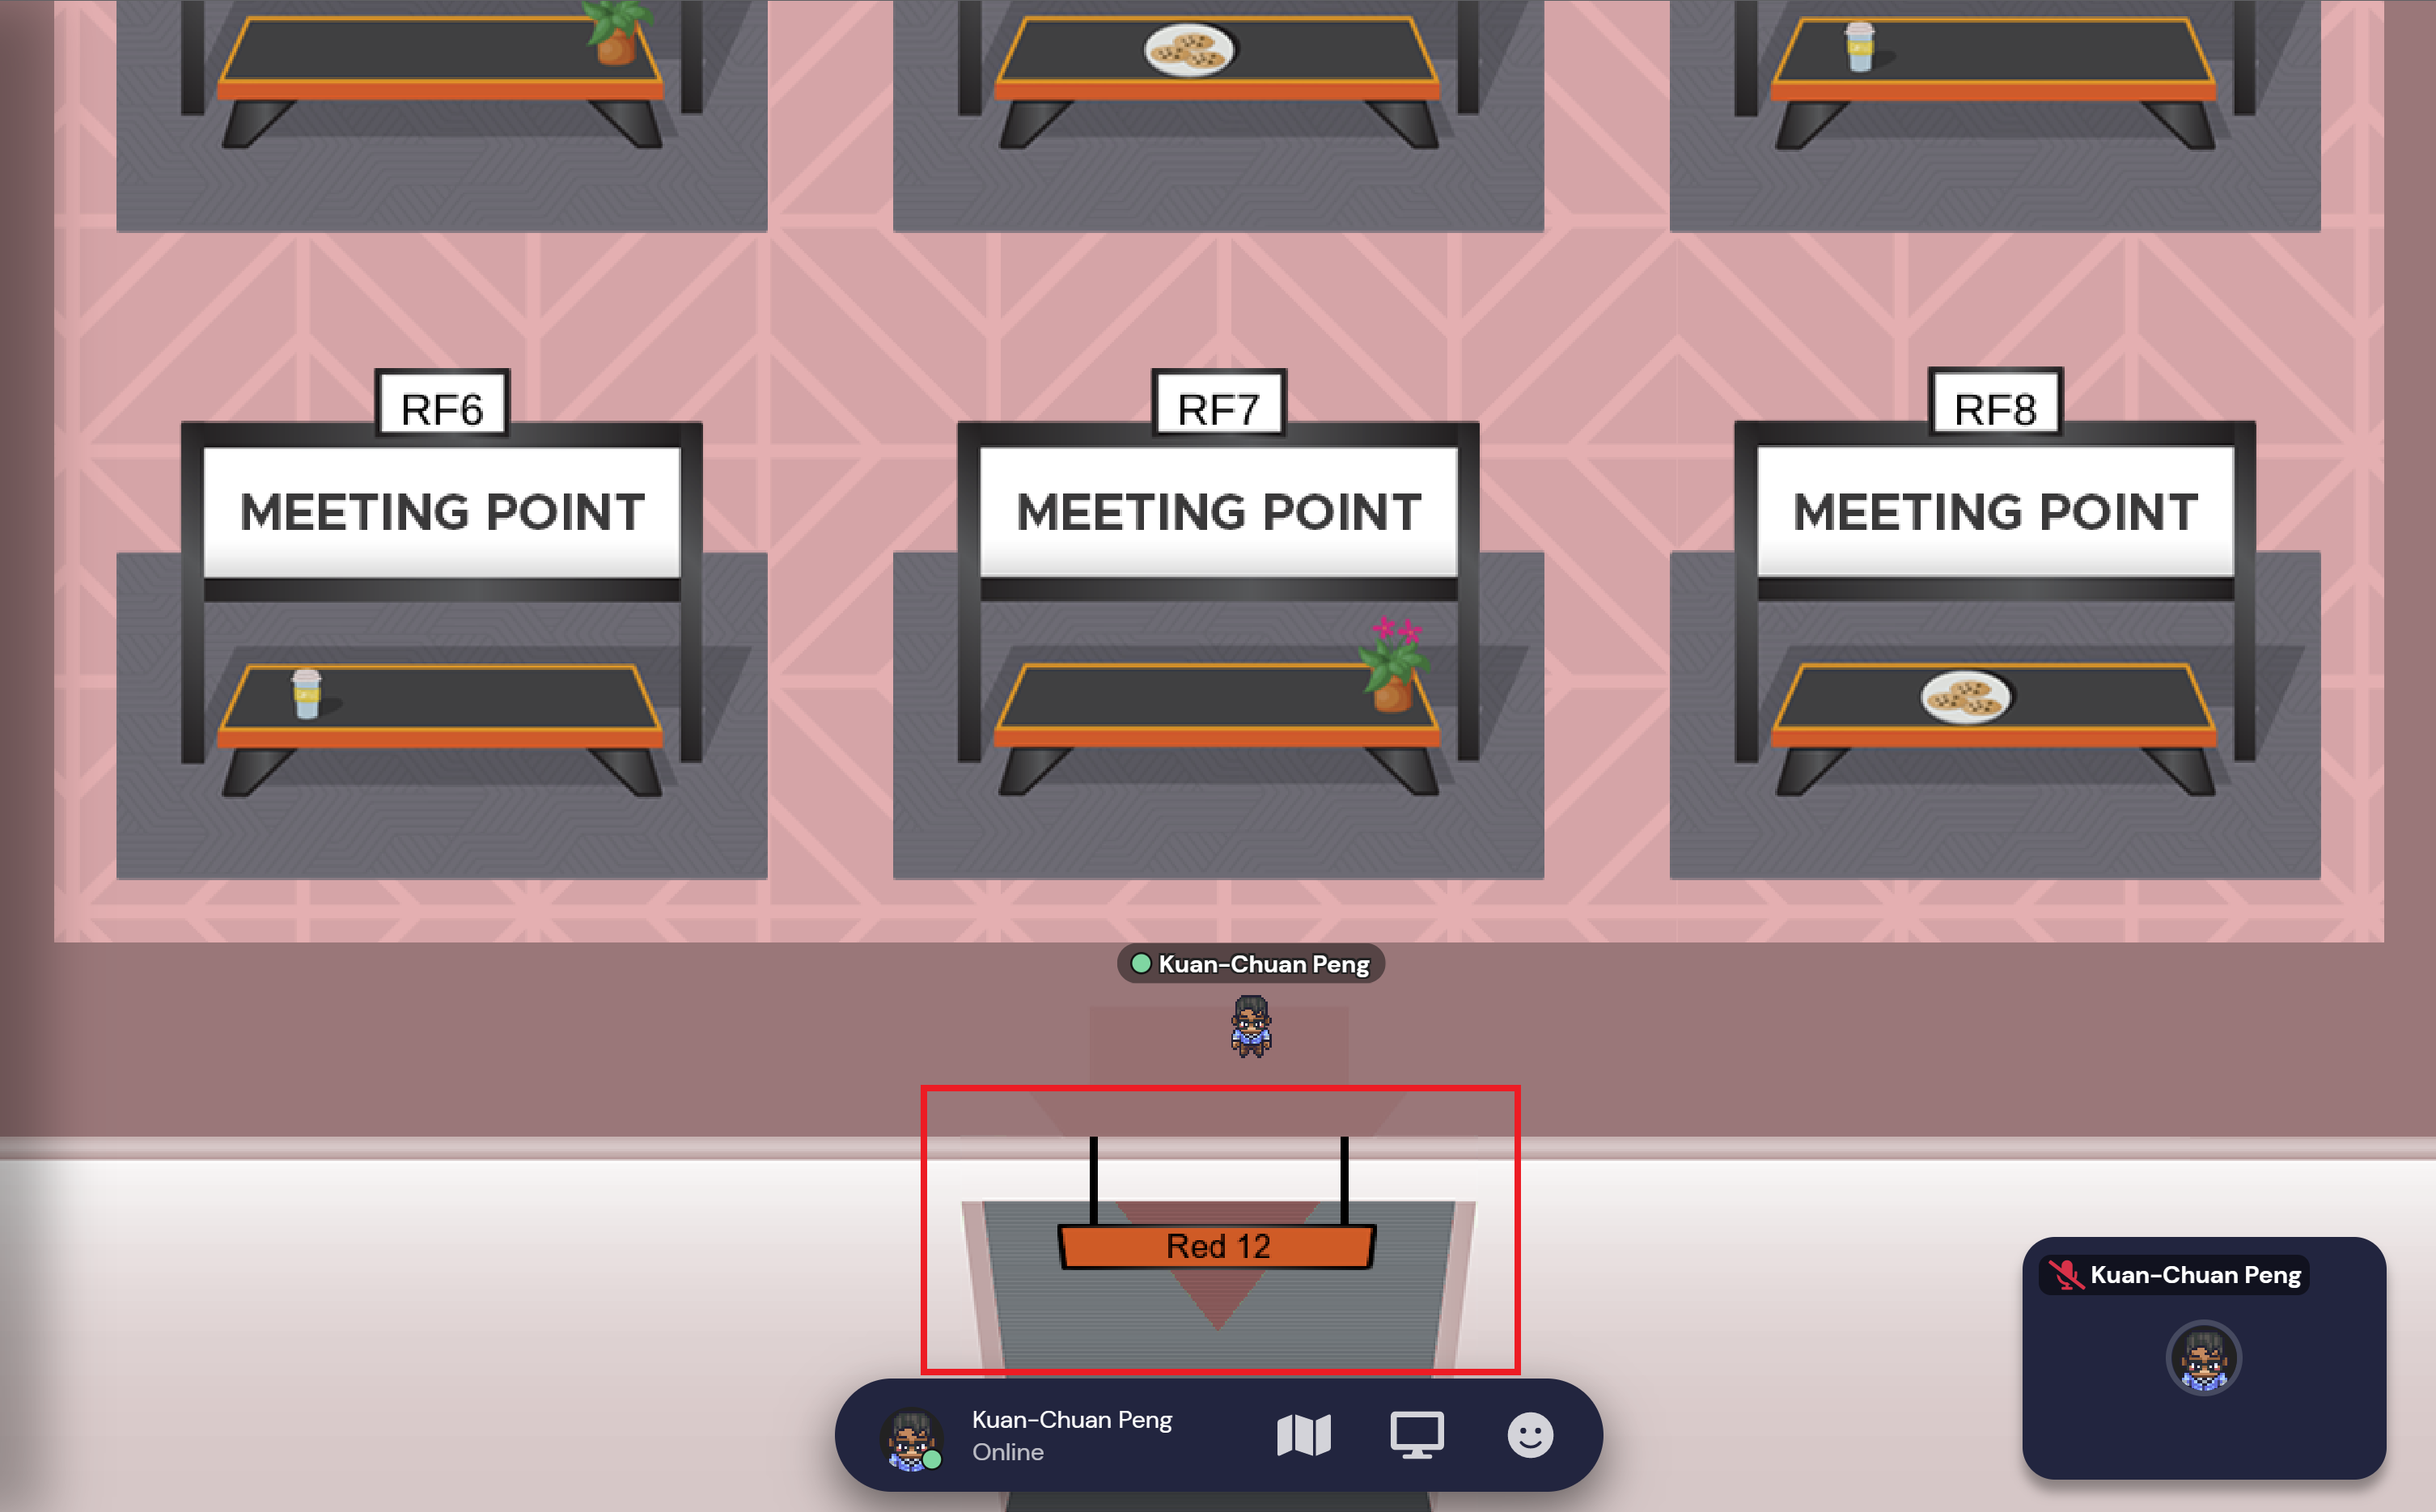 RF6
RF7
RF8
MEETING POINT
MEETING POINT
MEETING POINT
Kuan-Chuan Peng
Red 12
Kuan-Chuan Peng
Kuan-Chuan Peng
Online